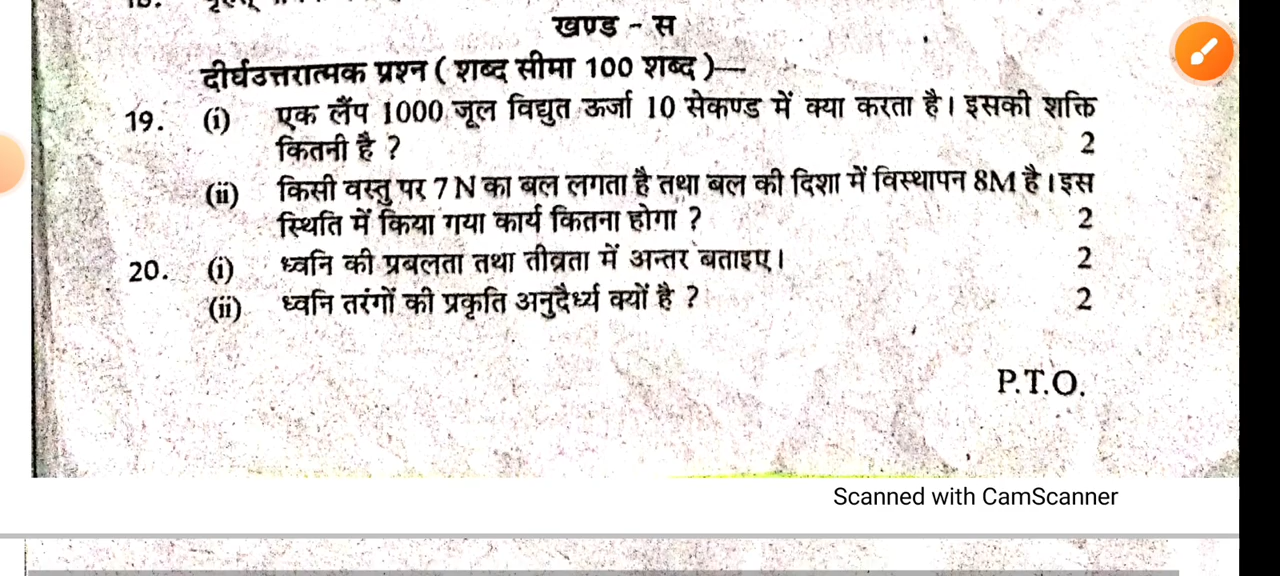 खण्ड - स
दीर्घउत्तरात्मक प्रश्न ( शब्द सीमा 100 शब्द )—
19. (i) एक लैंप 1000 जूल विद्युत ऊर्जा 10 सेकण्ड में क्या करता है। इसकी शक्ति
कितनी है ? 2
(ii) किसी वस्तु पर 7 N का बल लगता है तथा बल की दिशा में विस्थापन 8M है। इस
स्थिति में किया गया कार्य कितना होगा ? 2
20. (i) ध्वनि की प्रबलता तथा तीव्रता में अन्तर बताइए। 2
(ii) ध्वनि तरंगों की प्रकृति अनुदैर्ध्य क्यों है ? 2
P.T.O.
Scanned with CamScanner